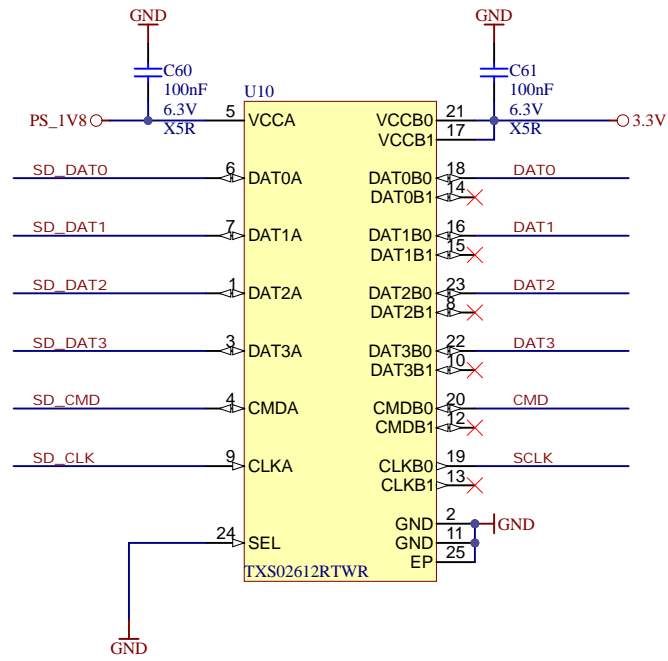 GND
GND
C60
100nF
6.3V
X5R
C61
100nF
6.3V
X5R
U10
PS_1V8
5
VCCA
VCCB0
21
3.3V
VCCB1
17
SD_DAT0
6
DAT0A
DAT0B0
18
DAT0
DAT0B1
14
SD_DAT1
7
DAT1A
DAT1B0
16
DAT1
DAT1B1
15
SD_DAT2
1
DAT2A
DAT2B0
23
DAT2
DAT2B1
8
SD_DAT3
3
DAT3A
DAT3B0
22
DAT3
DAT3B1
10
SD_CMD
4
CMDA
CMDB0
20
CMD
CMDB1
12
SD_CLK
9
CLKA
CLKB0
19
SCLK
CLKB1
13
GND
2
GND
24
SEL
GND
11
EP
25
TXS02612RTWR
GND